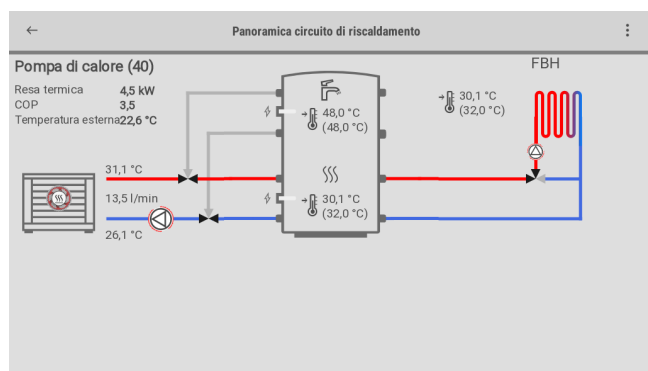 Panoramica circuito di riscaldamento
Pompa di calore (40)
FBH
Resa termica 4,5 kW
COP 3,5
Temperatura esterna 22,6 °C
48,0 °C
(48,0 °C)
30,1 °C
(32,0 °C)
31,1 °C
13,5 l/min
30,1 °C
(32,0 °C)
26,1 °C